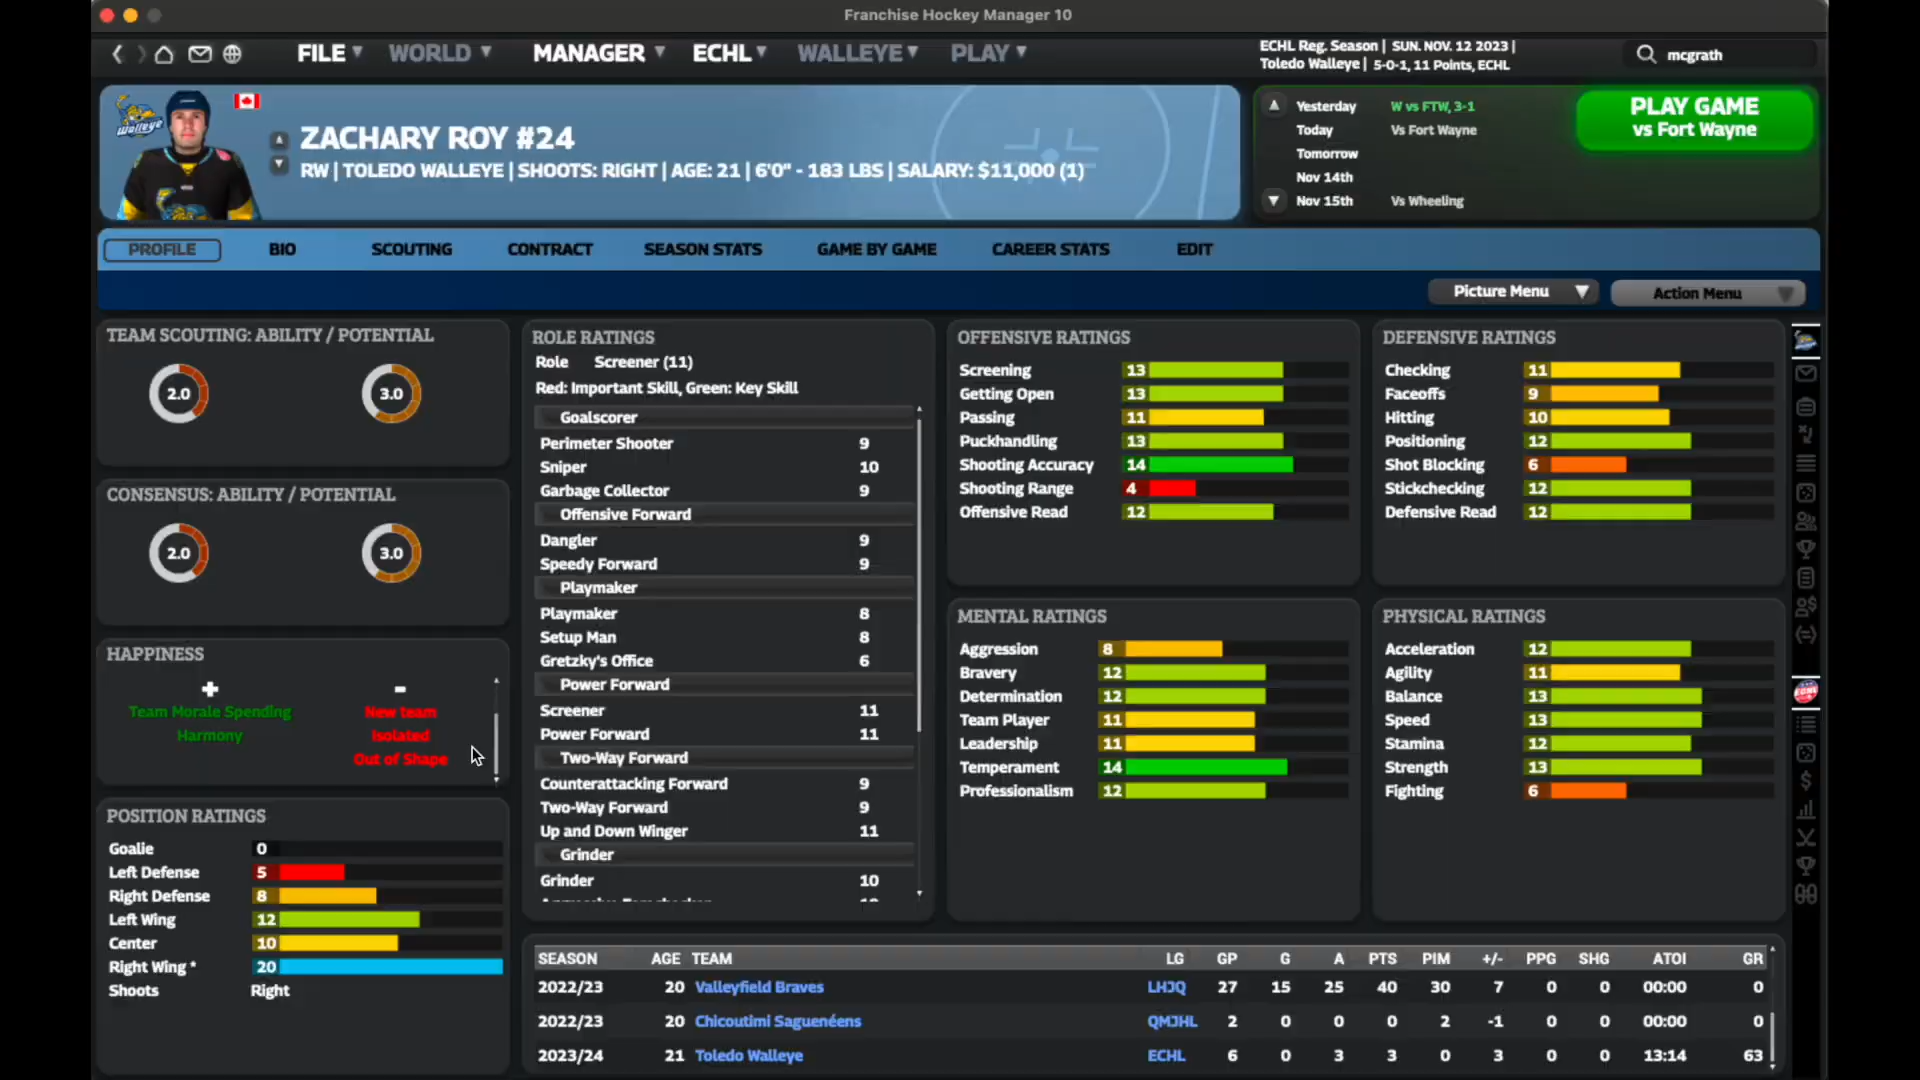 Franchise Hockey Manager 10
FILE WORLD MANAGER ECHL WALLEYE PLAY
ECHL Reg. Season | SUN. NOV. 12 2023 |
Toledo Walleye | 5-0-1, 11 Points, ECHL
mcgrath
Walleye
ZACHARY ROY #24
RW | TOLEDO WALLEYE | SHOOTS: RIGHT | AGE: 21 | 6'0" - 183 LBS | SALARY: $11,000 (1)
Yesterday W vs FTW, 3-1
Today Vs Fort Wayne
Tomorrow
Nov 14th
Nov 15th Vs Wheeling
PLAY GAME
vs Fort Wayne
PROFILE BIO SCOUTING CONTRACT SEASON STATS GAME BY GAME CAREER STATS EDIT
Picture Menu Action Menu
TEAM SCOUTING: ABILITY / POTENTIAL
2.0 3.0
CONSENSUS: ABILITY / POTENTIAL
2.0 3.0
HAPPINESS
+ -
Team Morale Spending New team
Harmony Isolated
Out of Shape
POSITION RATINGS
Goalie 0
Left Defense 5
Right Defense 8
Left Wing 12
Center 10
Right Wing * 20
Shoots Right
ROLE RATINGS
Role Screener (11)
Red: Important Skill, Green: Key Skill
Goalscorer
Perimeter Shooter 9
Sniper 10
Garbage Collector 9
Offensive Forward
Dangler 9
Speedy Forward 9
Playmaker
Playmaker 8
Setup Man 8
Gretzky's Office 6
Power Forward
Screener 11
Power Forward 11
Two-Way Forward
Counterattacking Forward 9
Two-Way Forward 9
Up and Down Winger 11
Grinder
Grinder 10
OFFENSIVE RATINGS
Screening 13
Getting Open 13
Passing 11
Puckhandling 13
Shooting Accuracy 14
Shooting Range 4
Offensive Read 12
DEFENSIVE RATINGS
Checking 11
Faceoffs 9
Hitting 10
Positioning 12
Shot Blocking 6
Stickchecking 12
Defensive Read 12
MENTAL RATINGS
Aggression 8
Bravery 12
Determination 12
Team Player 11
Leadership 11
Temperament 14
Professionalism 12
PHYSICAL RATINGS
Acceleration 12
Agility 11
Balance 13
Speed 13
Stamina 12
Strength 13
Fighting 6
SEASON AGE TEAM LG GP G A PTS PIM +/- PPG SHG ATOI GR
2022/23 20 Valleyfield Braves LHJQ 27 15 25 40 30 7 0 0 00:00 0
2022/23 20 Chicoutimi Saguenéens QMJHL 2 0 0 0 2 -1 0 0 00:00 0
2023/24 21 Toledo Walleye ECHL 6 0 3 3 0 3 0 0 13:14 63